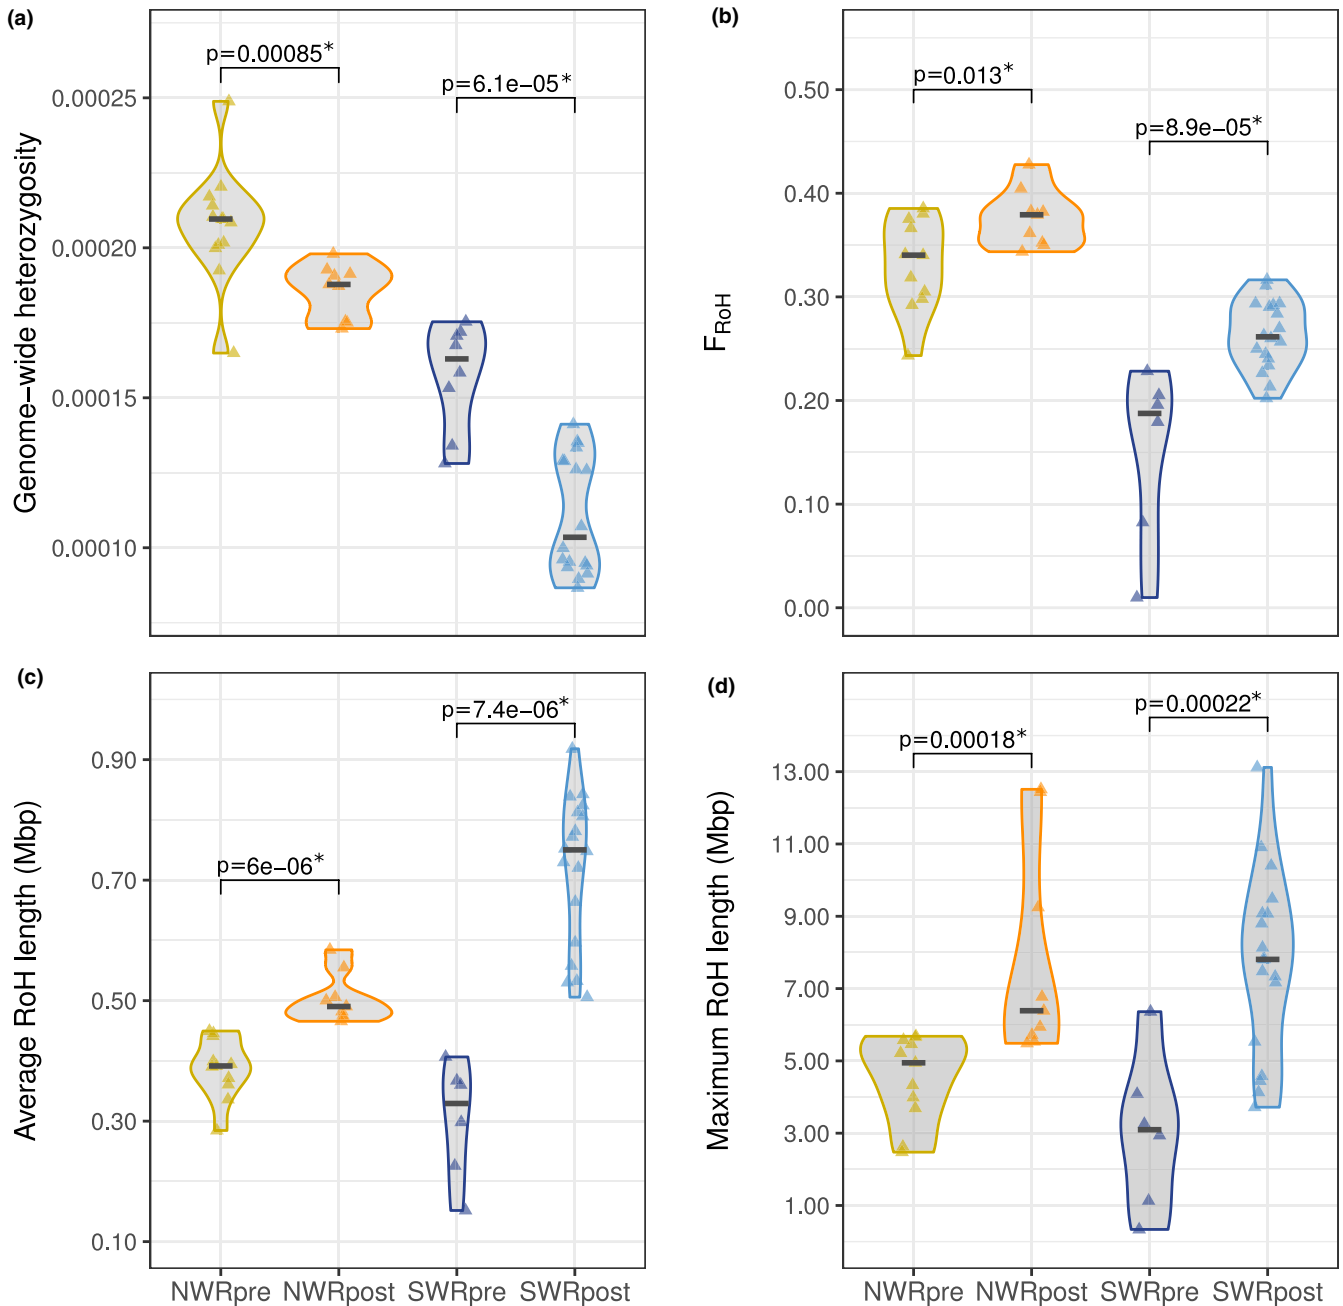 (a)
p=0.00085*
p=6.1e−05*
0.00025
0.00020
0.00015
0.00010
Genome−wide heterozygosity
(b)
p=0.013*
p=8.9e−05*
0.50
0.40
0.30
0.20
0.10
0.00
FRoH
(c)
p=7.4e−06*
p=6e−06*
0.90
0.70
0.50
0.30
0.10
Average RoH length (Mbp)
NWRpre NWRpost SWRpre SWRpost
(d)
p=0.00022*
p=0.00018*
13.00
11.00
9.00
7.00
5.00
3.00
1.00
Maximum RoH length (Mbp)
NWRpre NWRpost SWRpre SWRpost